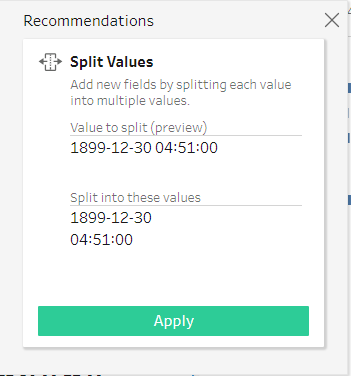 Recommendations
Split Values
Add new fields by splitting each value
into multiple values.
Value to split (preview)
1899-12-30 04:51:00
Split into these values
1899-12-30
04:51:00
Apply